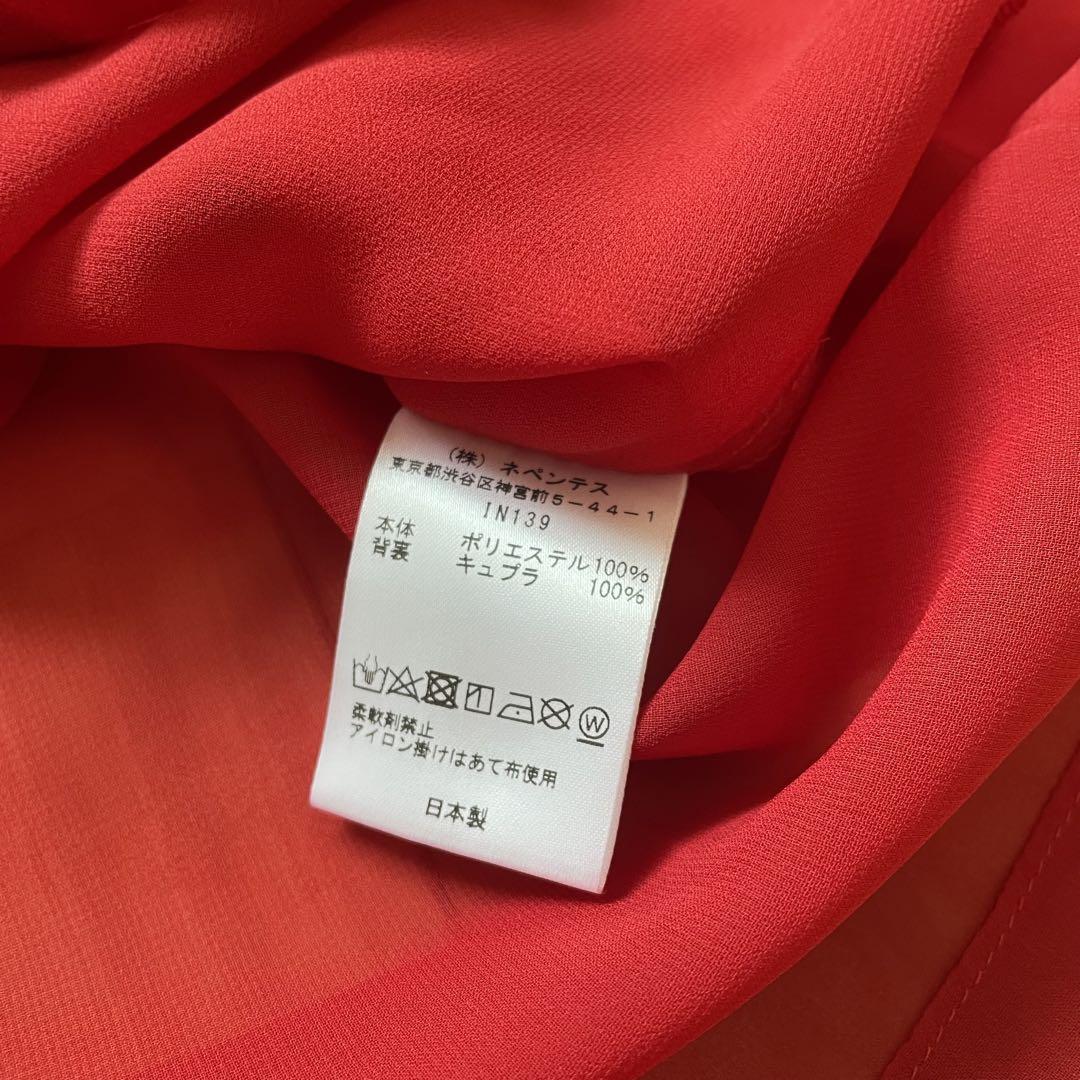 （株）ネペンテス
東京都渋谷区神宮前５－４４－１
IN139
本体　ポリエステル100%
背裏　キュプラ　100%
W
柔軟剤禁止
アイロン掛けはあて布使用
日本製